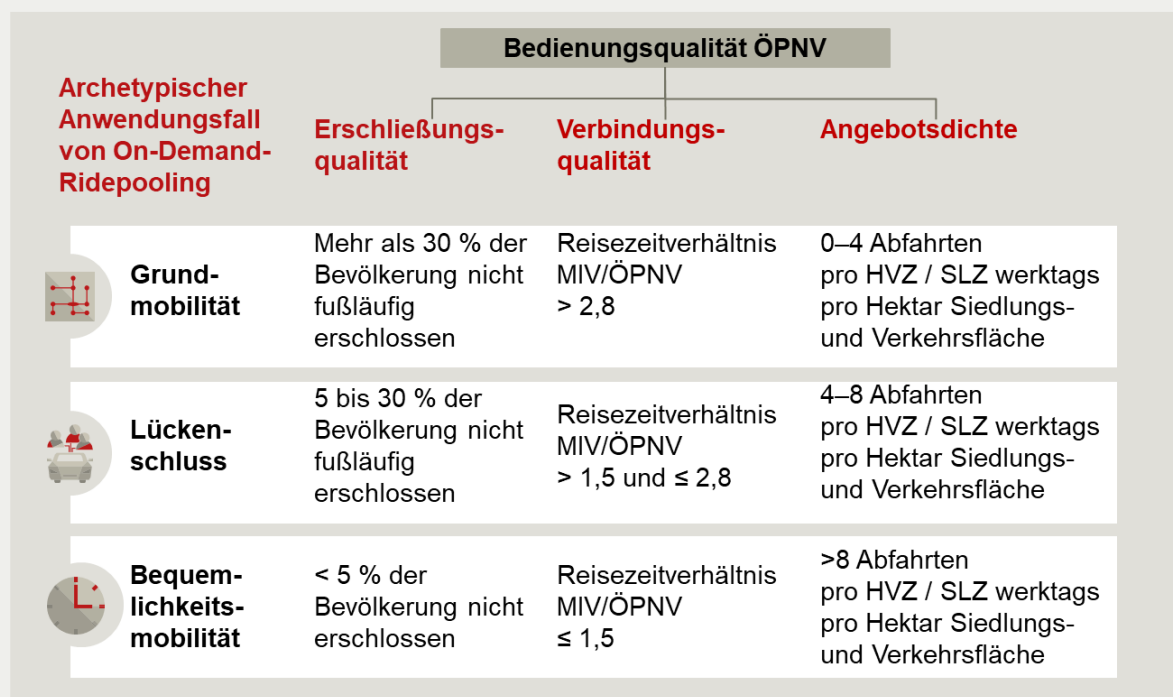 Bedienungsqualität ÖPNV
Archetypischer
Anwendungsfall
von On-Demand-
Ridepooling
Erschließungs-
qualität
Verbindungs-
qualität
Angebotsdichte
Grund-
mobilität
Mehr als 30 % der
Bevölkerung nicht
fußläufig
erschlossen
Reisezeitverhältnis
MIV/ÖPNV
> 2,8
0–4 Abfahrten
pro HVZ / SLZ werktags
pro Hektar Siedlungs-
und Verkehrsfläche
Lücken-
schluss
5 bis 30 % der
Bevölkerung nicht
fußläufig
erschlossen
Reisezeitverhältnis
MIV/ÖPNV
> 1,5 und ≤ 2,8
4–8 Abfahrten
pro HVZ / SLZ werktags
pro Hektar Siedlungs-
und Verkehrsfläche
Bequem-
lichkeits-
mobilität
< 5 % der
Bevölkerung nicht
erschlossen
Reisezeitverhältnis
MIV/ÖPNV
≤ 1,5
>8 Abfahrten
pro HVZ / SLZ werktags
pro Hektar Siedlungs-
und Verkehrsfläche